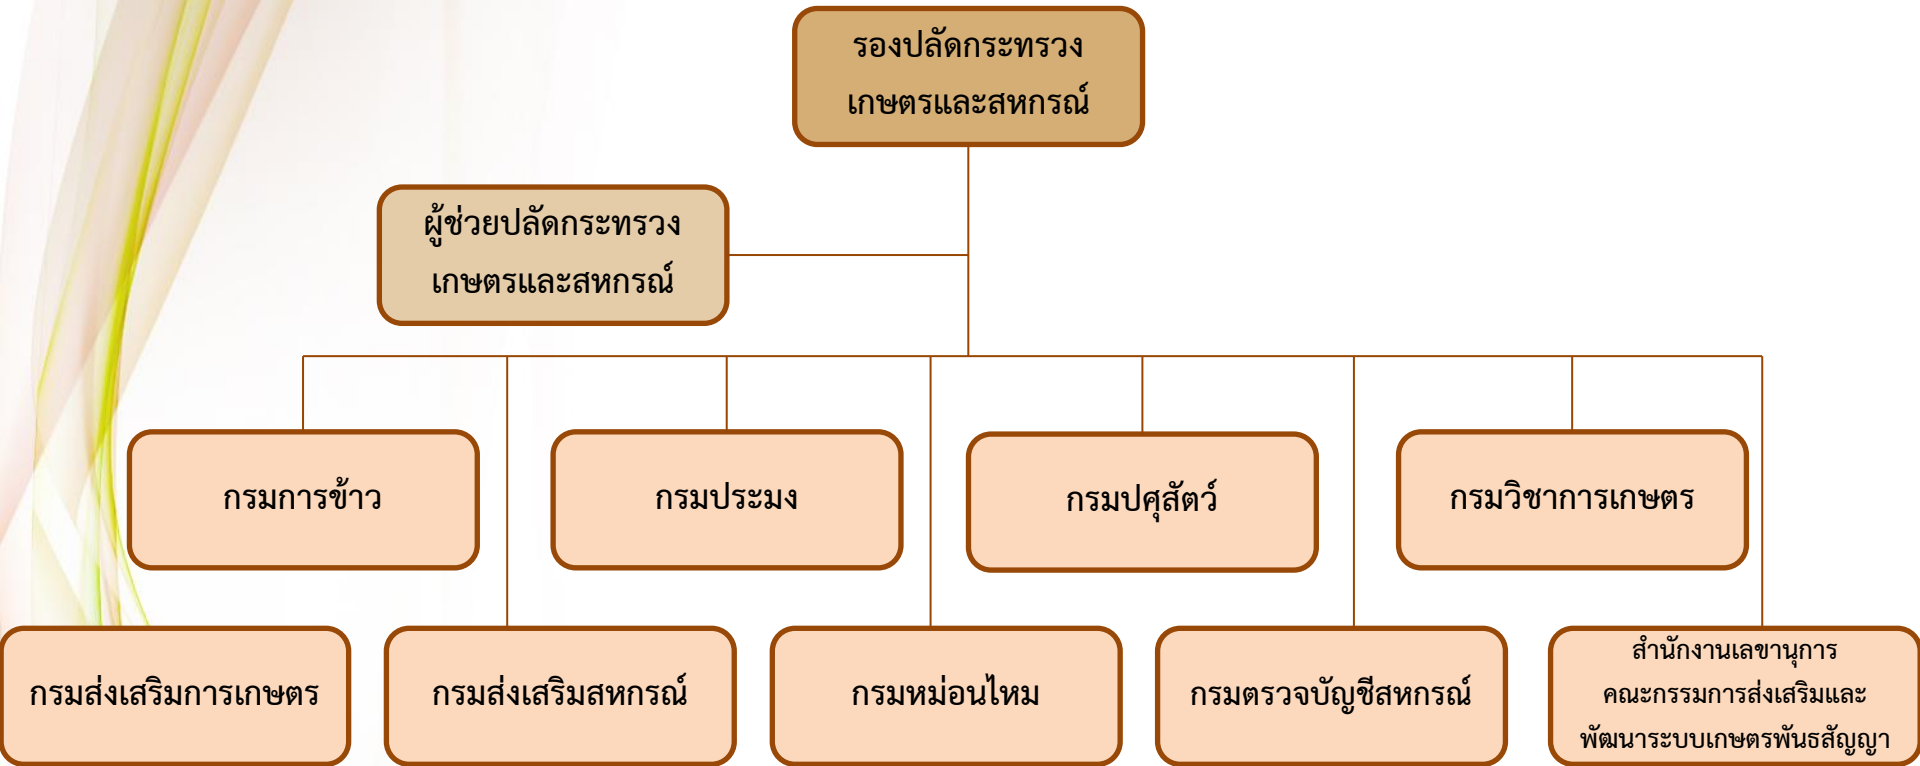 รองปลัดกระทรวง
เกษตรและสหกรณ์
ผู้ช่วยปลัดกระทรวง
เกษตรและสหกรณ์
กรมการข้าว
กรมประมง
กรมปศุสัตว์
กรมวิชาการเกษตร
กรมส่งเสริมการเกษตร
กรมส่งเสริมสหกรณ์
กรมหม่อนไหม
กรมตรวจบัญชีสหกรณ์
สำนักงานเลขานุการ
คณะกรรมการส่งเสริมและ
พัฒนาระบบเกษตรพันธสัญญา